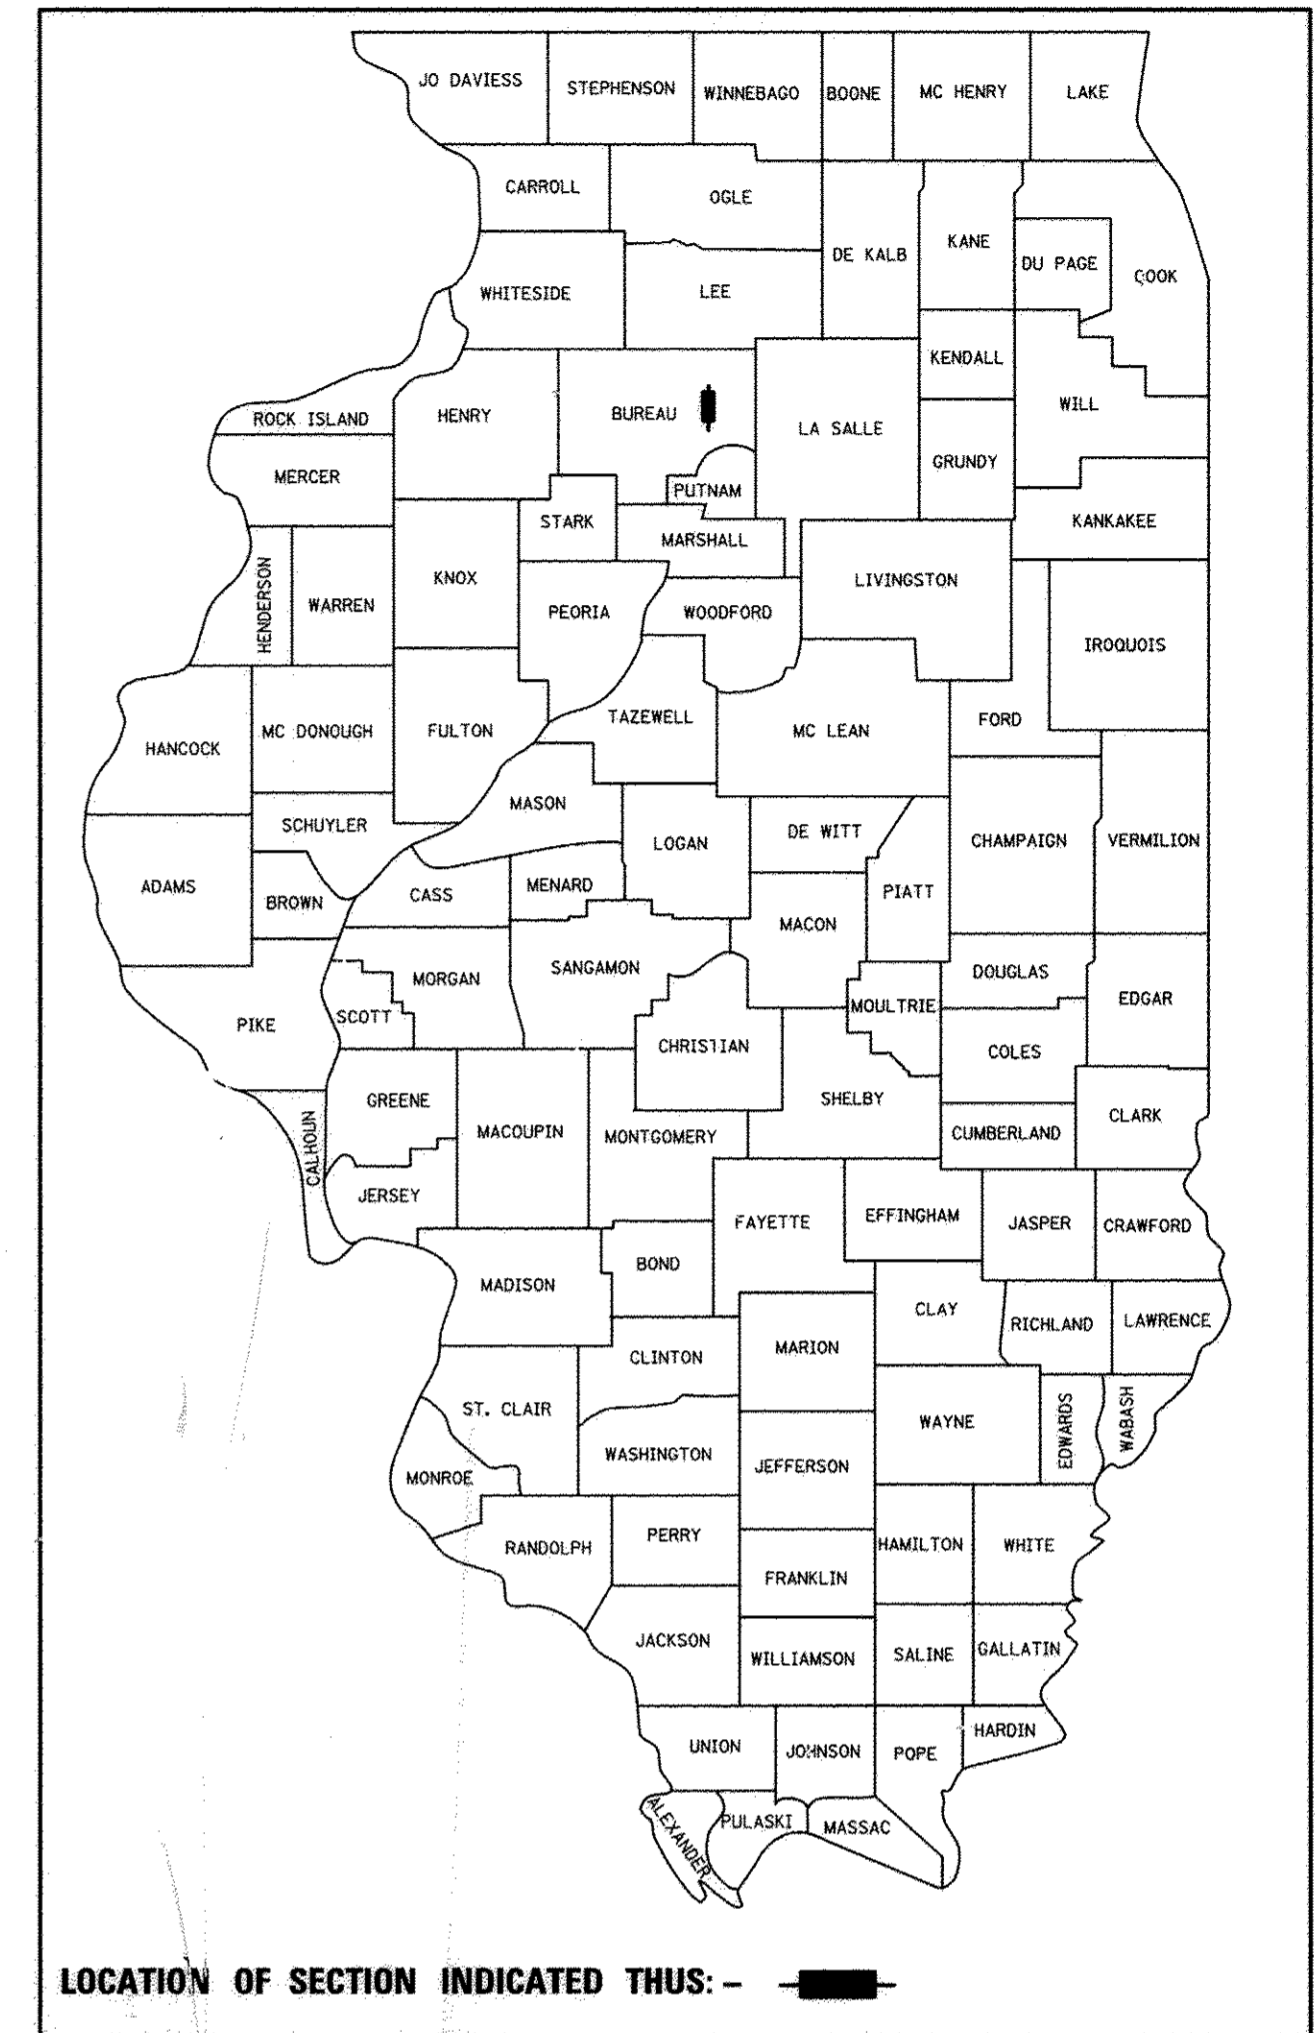 JO DAVIESS
STEPHENSON
WINNEBAGO
BOONE
MC HENRY
LAKE
CARROLL
OGLE
DE KALB
KANE
DU PAGE
COOK
WHITESIDE
LEE
KENDALL
ROCK ISLAND
HENRY
BUREAU
LA SALLE
WILL
MERCER
PUTNAM
GRUNDY
STARK
MARSHALL
KANKAKEE
HENDERSON
WARREN
KNOX
PEORIA
WOODFORD
LIVINGSTON
IROQUOIS
HANCOCK
MC DONOUGH
FULTON
TAZEWELL
MC LEAN
FORD
SCHUYLER
MASON
LOGAN
DE WITT
CHAMPAIGN
VERMILION
ADAMS
BROWN
CASS
MENARD
MACON
PIATT
PIKE
SCOTT
MORGAN
SANGAMON
CHRISTIAN
MOULTRIE
DOUGLAS
EDGAR
COLES
CALHOUN
GREENE
MACOUPIN
MONTGOMERY
SHELBY
CUMBERLAND
CLARK
JERSEY
FAYETTE
EFFINGHAM
JASPER
CRAWFORD
MADISON
BOND
CLAY
RICHLAND
LAWRENCE
CLINTON
MARION
ST. CLAIR
WAYNE
EDWARDS
WABASH
MONROE
WASHINGTON
JEFFERSON
RANDOLPH
PERRY
FRANKLIN
HAMILTON
WHITE
JACKSON
WILLIAMSON
SALINE
GALLATIN
UNION
JOHNSON
POPE
HARDIN
ALEXANDER
PULASKI
MASSAC
LOCATION OF SECTION INDICATED THUS: –